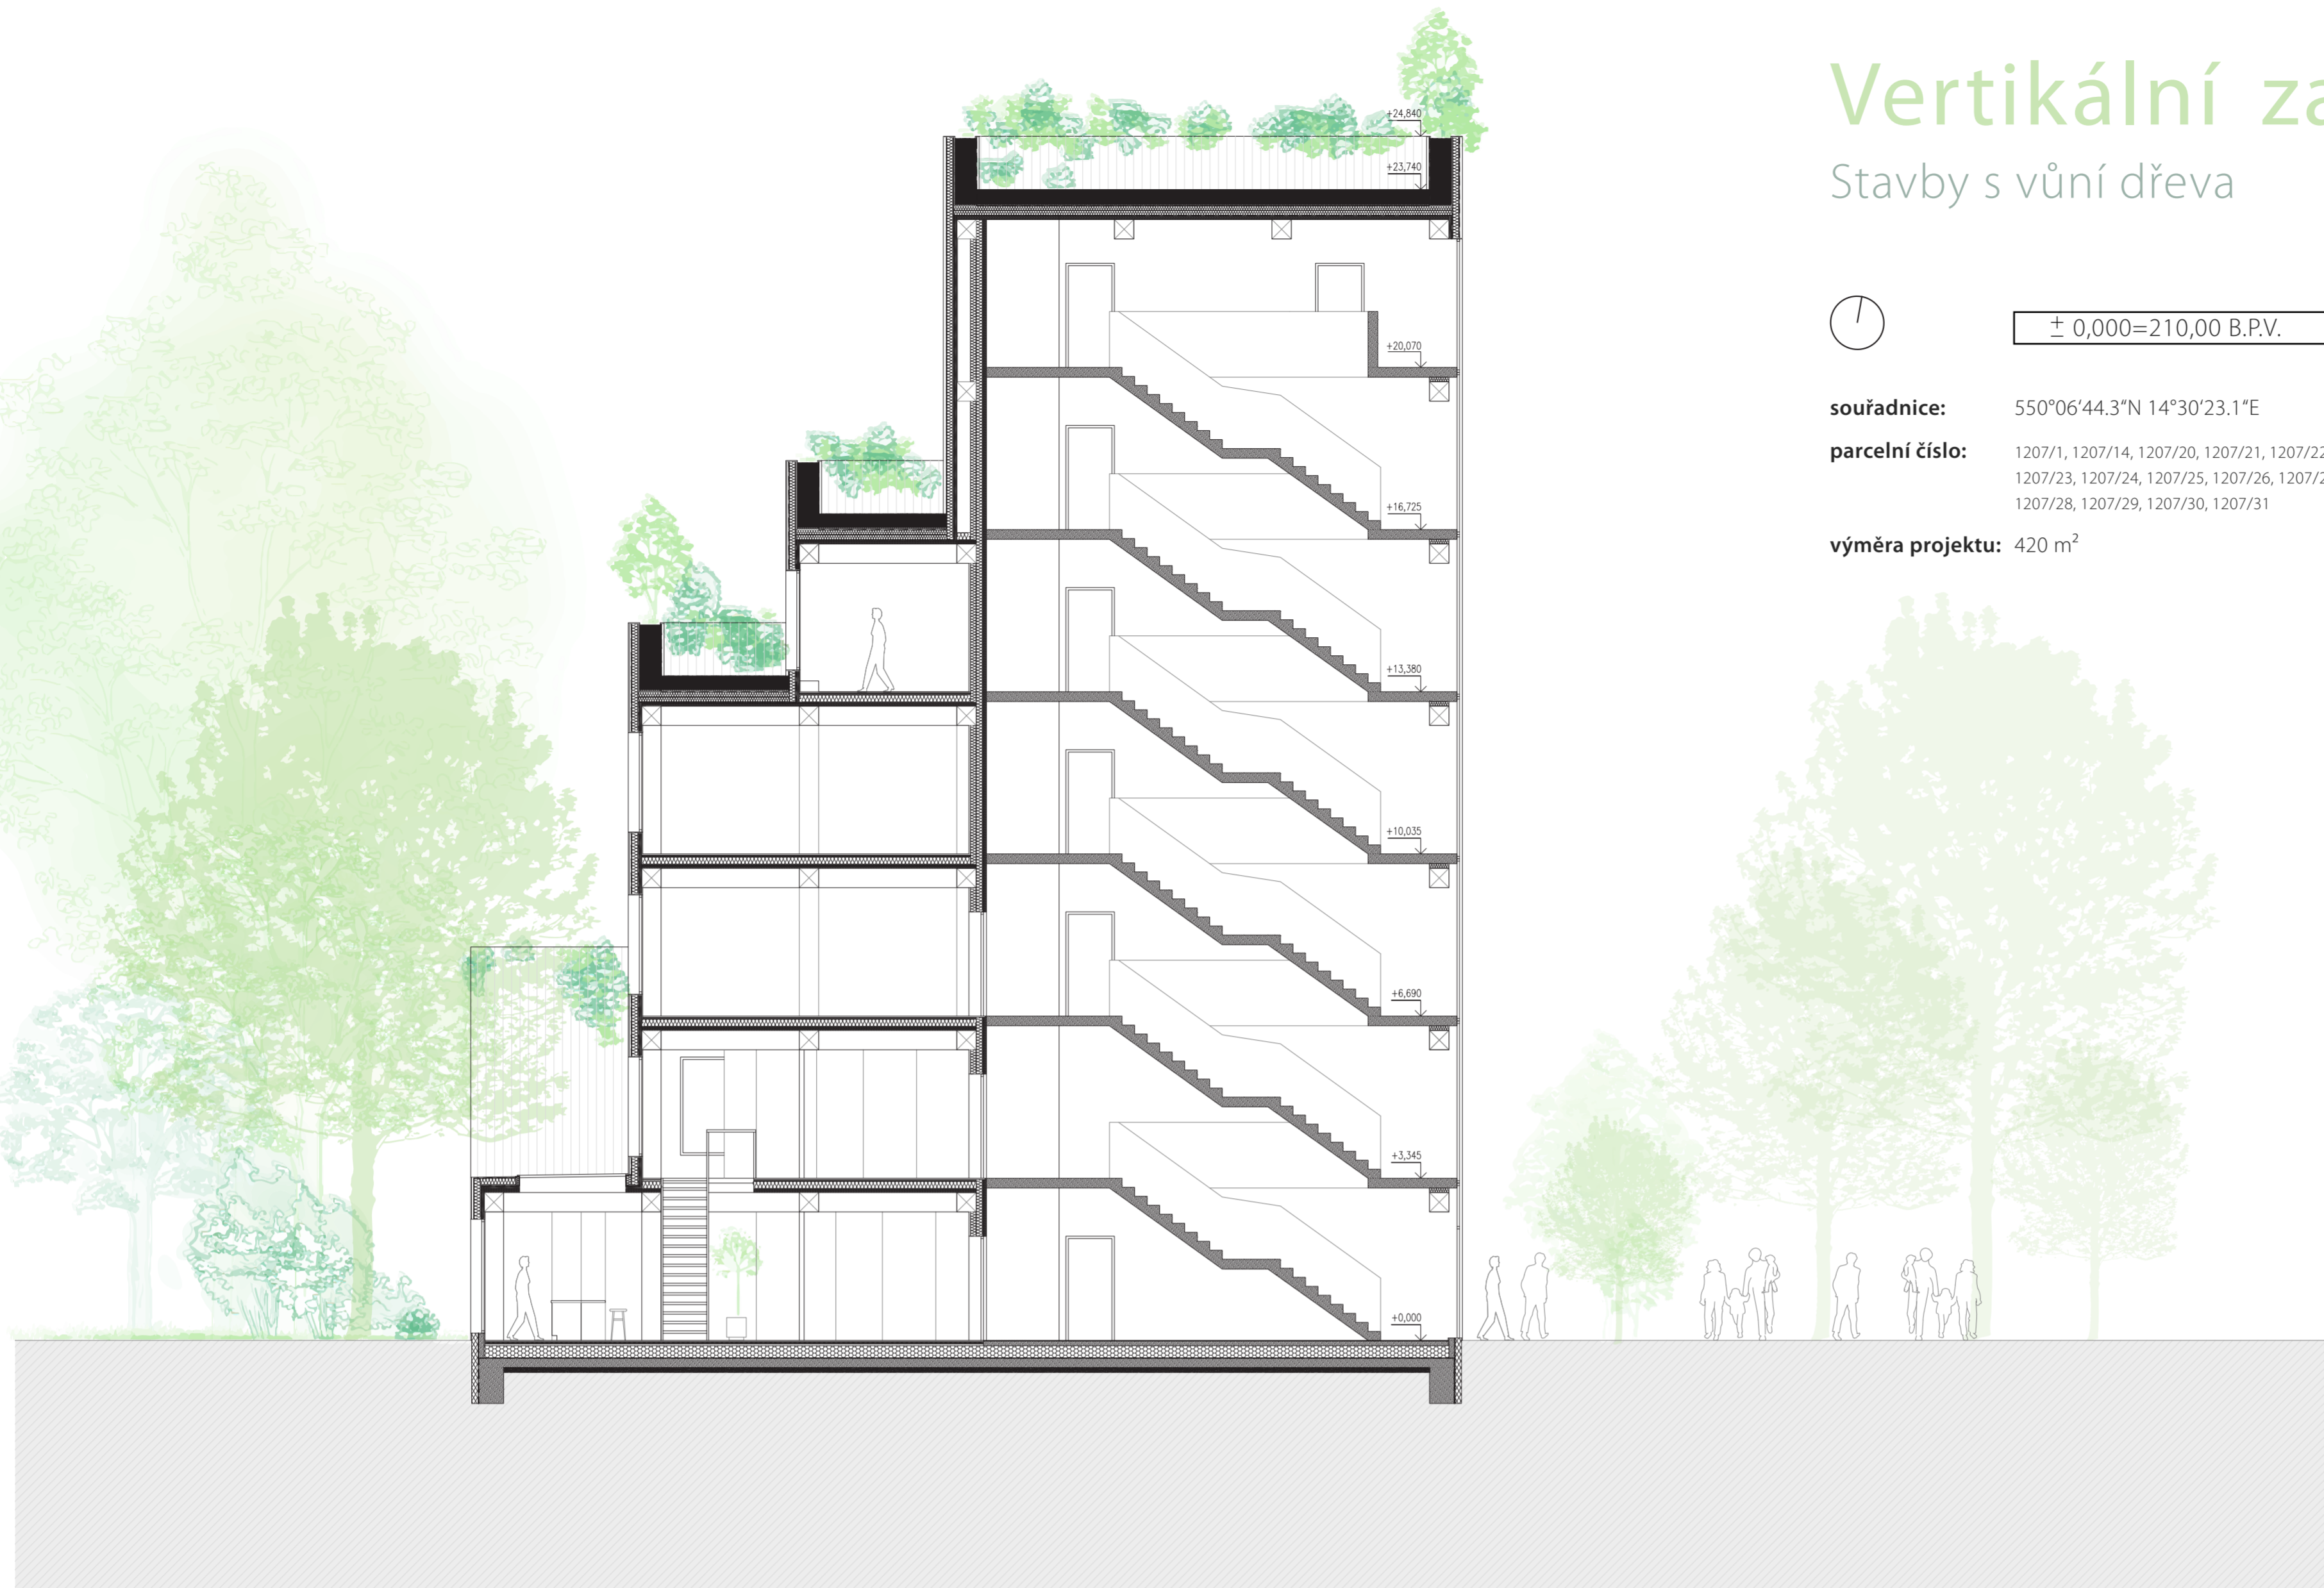 Vertikální za
Stavby s vůní dřeva
± 0,000=210,00 B.P.V.
souřadnice: 550°06‘44.3“N 14°30‘23.1“E
parcelní číslo: 1207/1, 1207/14, 1207/20, 1207/21, 1207/22
1207/23, 1207/24, 1207/25, 1207/26, 1207/2
1207/28, 1207/29, 1207/30, 1207/31
výměra projektu: 420 m²
+24,840
+23,740
+20,070
+16,725
+13,380
+10,035
+6,690
+3,345
+0,000